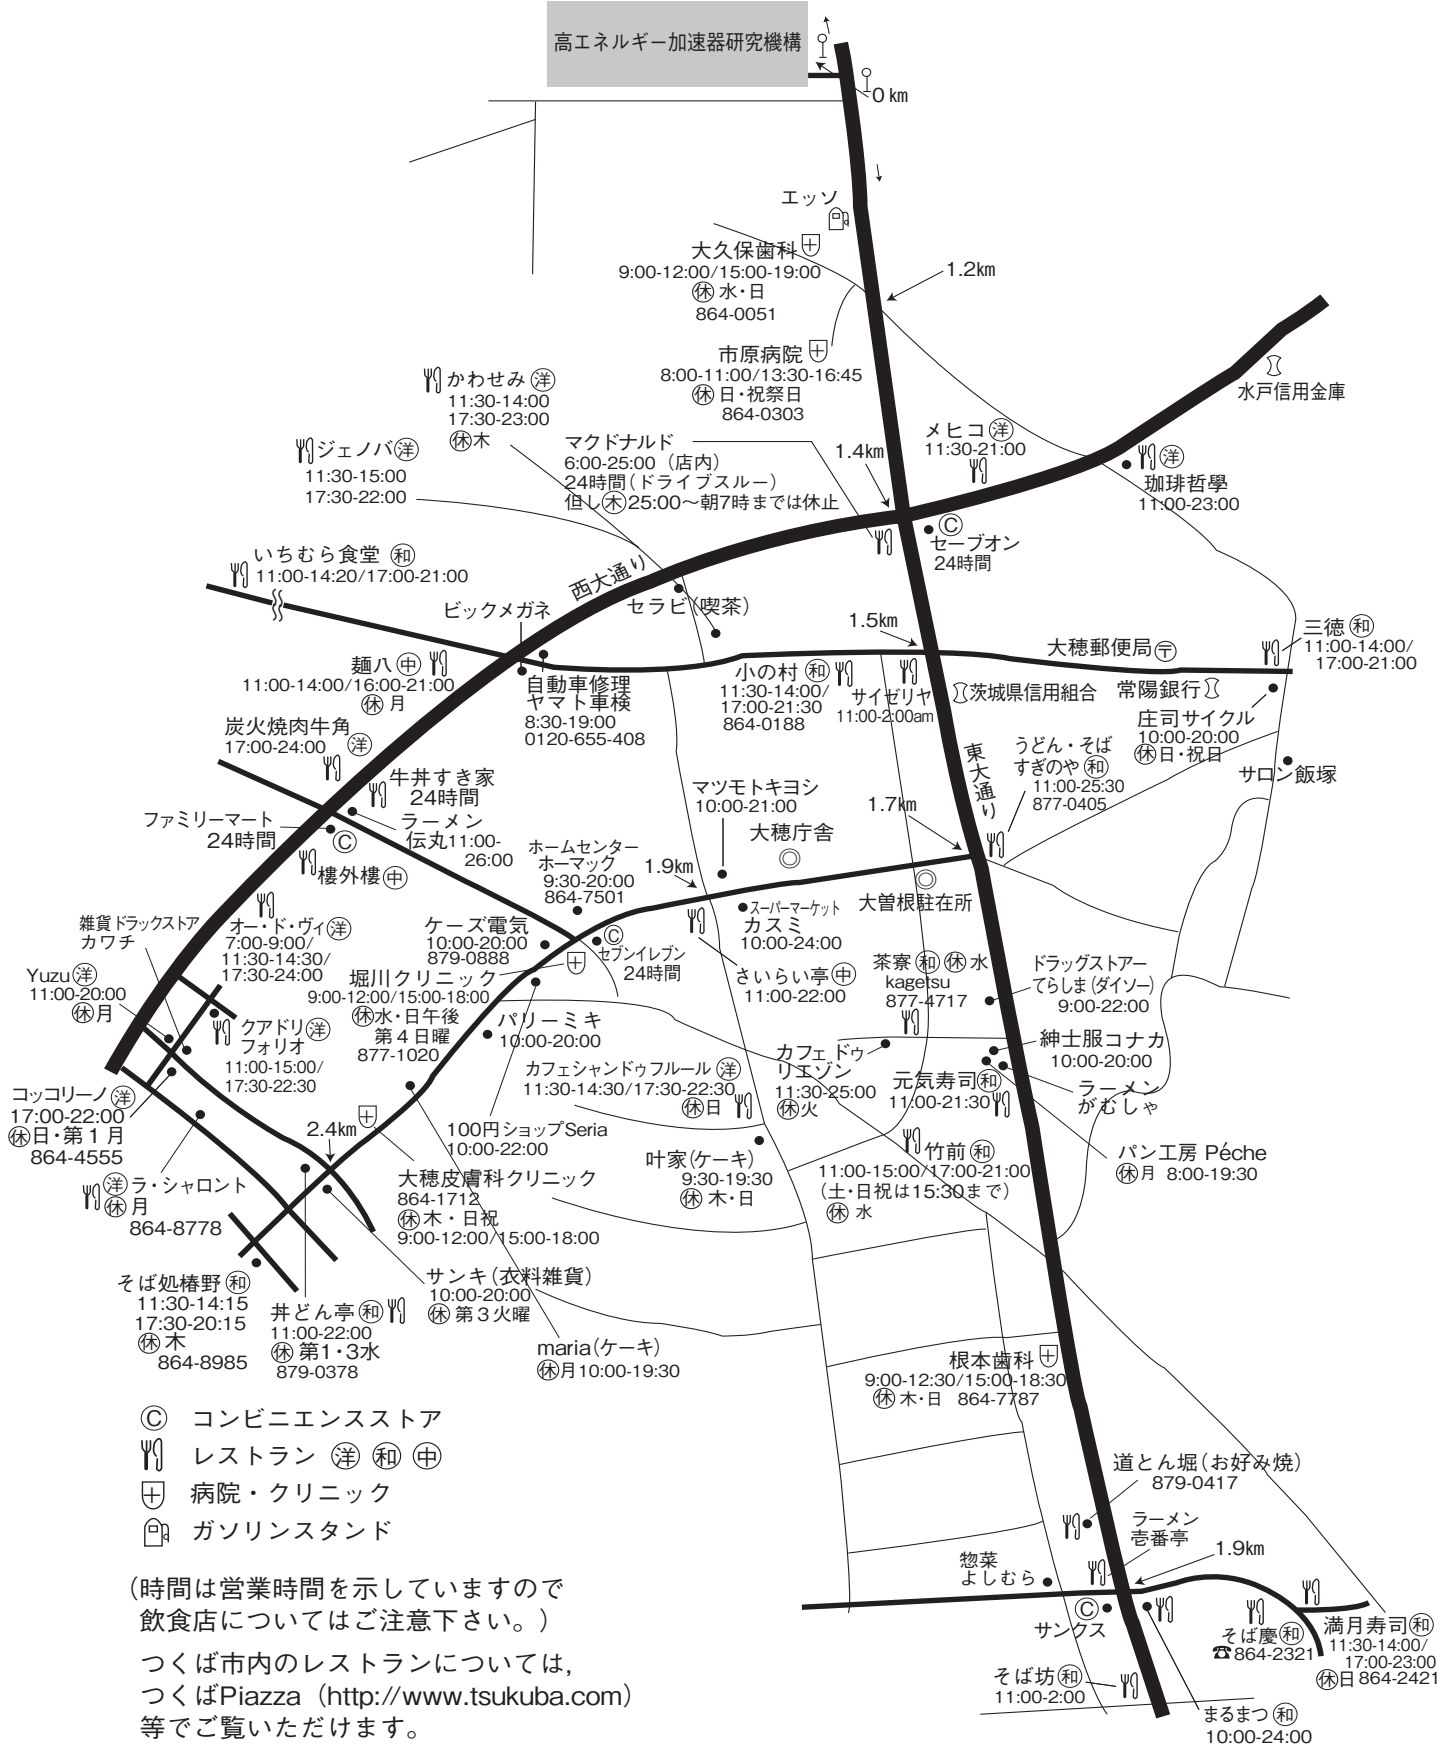 高エネルギー加速器研究機構
0km
エッソ
大久保歯科
9:00-12:00/15:00-19:00
休 水・日
864-0051
1.2km
市原病院
8:00-11:00/13:30-16:45
休 日・祝祭日
864-0303
水戸信用金庫
かわせみ 洋
11:30-14:00
17:30-23:00
休木
ジェノバ 洋
11:30-15:00
17:30-22:00
マクドナルド
6:00-25:00（店内）
24時間（ドライブスルー）
但し木25:00～朝7時までは休止
1.4km
メヒコ 洋
11:30-21:00
洋
珈琲哲學
11:00-23:00
C
セーブオン
24時間
いちむら食堂 和
11:00-14:20/17:00-21:00
西大通り
ビックメガネ
セラビ（喫茶）
1.5km
大穂郵便局〒
三徳 和
11:00-14:00/
17:00-21:00
麺八 中
11:00-14:00/16:00-21:00
休 月
自動車修理
ヤマト車検
8:30-19:00
0120-655-408
小の村 和
11:30-14:00/
17:00-21:30
864-0188
サイゼリヤ
11:00-2:00am
茨城県信用組合
常陽銀行
庄司サイクル
10:00-20:00
休日・祝日
サロン飯塚
炭火焼肉牛角
17:00-24:00 洋
牛丼すき家
24時間
ラーメン
伝丸11:00-
26:00
ファミリーマート
24時間
C
樓外樓 中
マツモトキヨシ
10:00-21:00
大穂庁舎
1.7km
東大通り
うどん・そば
すぎのや 和
11:00-25:30
877-0405
ホームセンター
ホーマック
9:30-20:00
864-7501
1.9km
大曽根駐在所
スーパーマーケット
カスミ
10:00-24:00
雑貨ドラックストア
カワチ
オー・ド・ヴィ 洋
7:00-9:00/
11:30-14:30/
17:30-24:00
ケーズ電気
10:00-20:00
879-0888
C
セブンイレブン
24時間
さいらい亭 中
11:00-22:00
茶寮 和 休 水
kagetsu
877-4717
ドラッグストアー
てらしま（ダイソー）
9:00-22:00
Yuzu 洋
11:00-20:00
休月
堀川クリニック
9:00-12:00/15:00-18:00
休水・日午後
第4日曜
877-1020
パリーミキ
10:00-20:00
クアドリ 洋
フォリオ
11:00-15:00/
17:30-22:30
カフェシャンドゥフルール 洋
11:30-14:30/17:30-22:30
休日
カフェ ドゥ
リエゾン
11:30-25:00
休火
元気寿司 和
11:00-21:30
紳士服コナカ
10:00-20:00
ラーメン
がむしゃ
コッコリーノ 洋
17:00-22:00
休日・第1月
864-4555
2.4km
100円ショップSeria
10:00-22:00
叶家（ケーキ）
9:30-19:30
休 木・日
竹前 和
11:00-15:00/17:00-21:00
（土・日祝は15:30まで）
休 水
パン工房 Péche
休月 8:00-19:30
洋 ラ・シャロント
休 月
864-8778
大穂皮膚科クリニック
864-1712
休木・日祝
9:00-12:00/15:00-18:00
そば処椿野 和
11:30-14:15
17:30-20:15
休 木
864-8985
丼どん亭 和
11:00-22:00
休 第1・3水
879-0378
サンキ（衣料雑貨）
10:00-20:00
休 第3火曜
maria（ケーキ）
休月10:00-19:30
根本歯科
9:00-12:30/15:00-18:30
休 木・日 864-7787
C コンビニエンスストア
レストラン 洋 和 中
病院・クリニック
ガソリンスタンド
道とん堀（お好み焼）
879-0417
ラーメン
壱番亭
1.9km
惣菜
よしむら
C
サンクス
そば慶 和
☎864-2321
満月寿司 和
11:30-14:00/
17:00-23:00
休日 864-2421
そば坊 和
11:00-2:00
まるまつ 和
10:00-24:00
（時間は営業時間を示していますので
飲食店についてはご注意下さい。）
つくば市内のレストランについては,
つくばPiazza（http://www.tsukuba.com）
等でご覧いただけます。